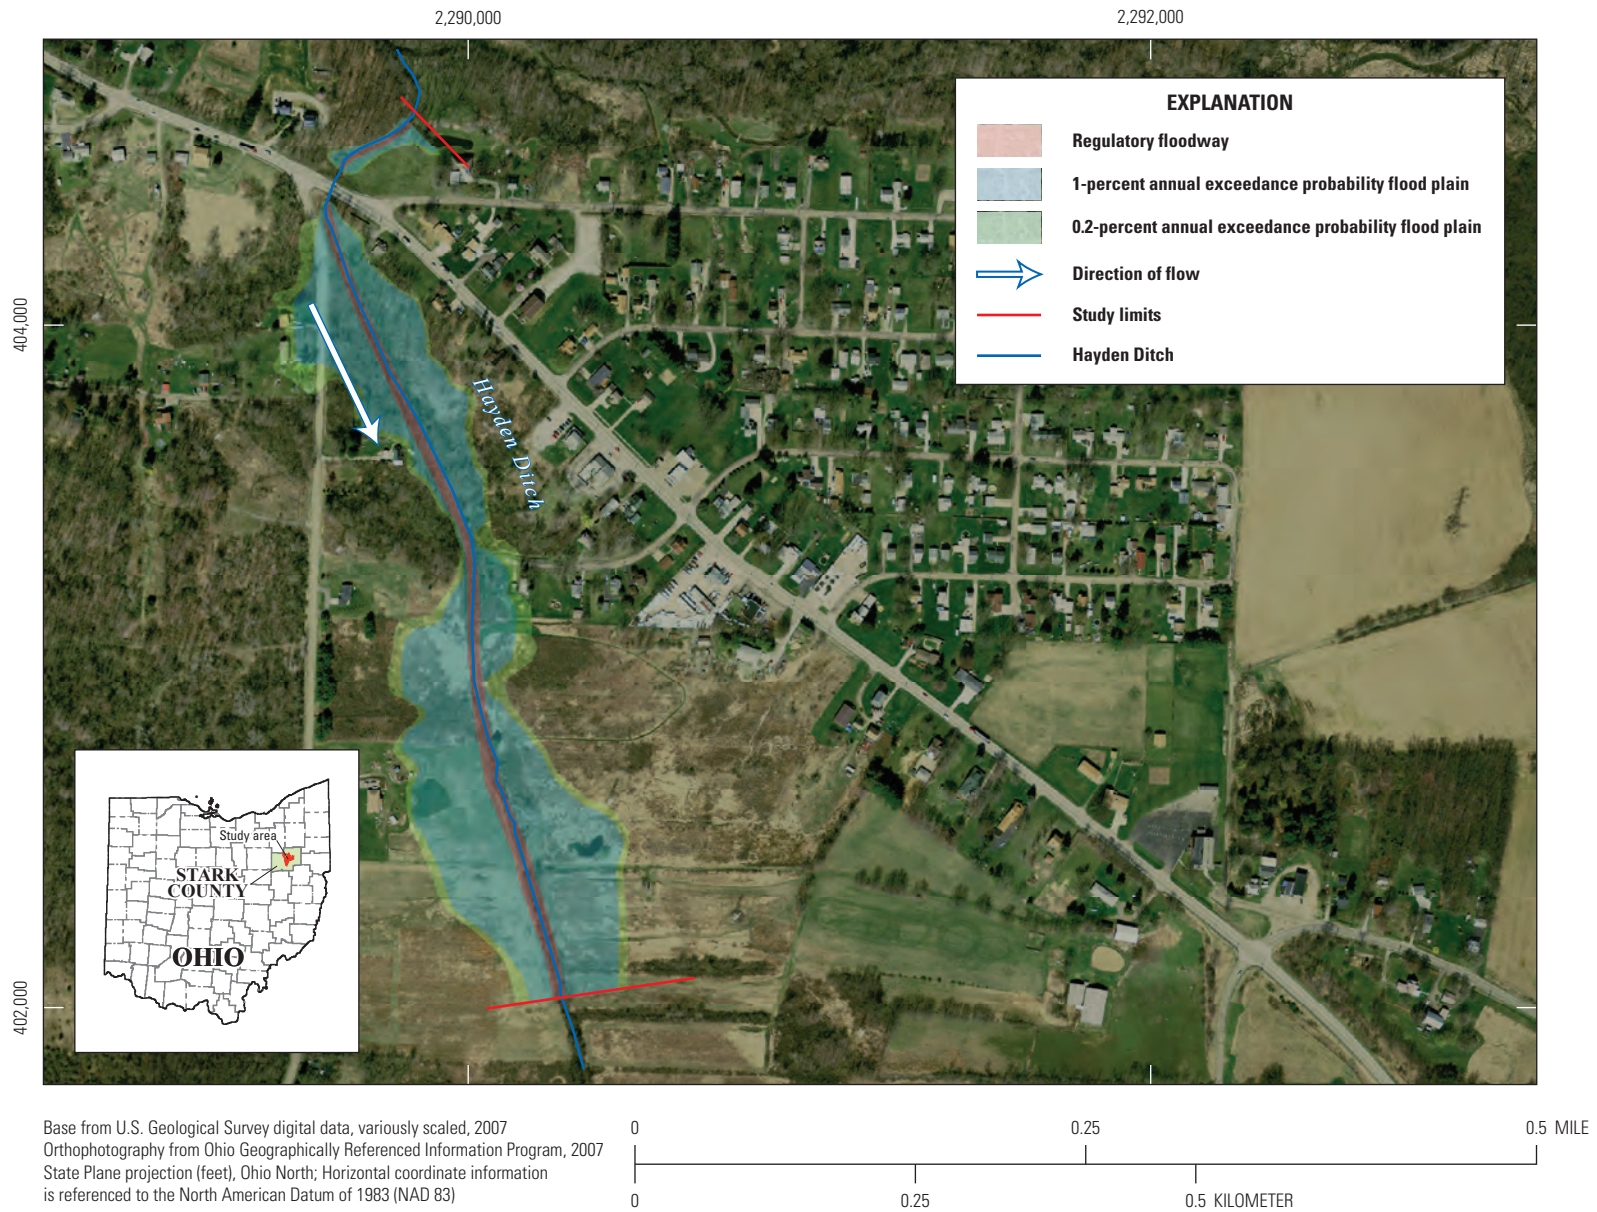 2,290,000
2,292,000
EXPLANATION
Regulatory floodway
1-percent annual exceedance probability flood plain
0.2-percent annual exceedance probability flood plain
Direction of flow
Study limits
Hayden Ditch
404,000
Hayden Ditch
Study area
STARK
COUNTY
OHIO
402,000
Base from U.S. Geological Survey digital data, variously scaled, 2007
Orthophotography from Ohio Geographically Referenced Information Program, 2007
State Plane projection (feet), Ohio North; Horizontal coordinate information
is referenced to the North American Datum of 1983 (NAD 83)
0 0.25 0.5 MILE
0 0.25 0.5 KILOMETER